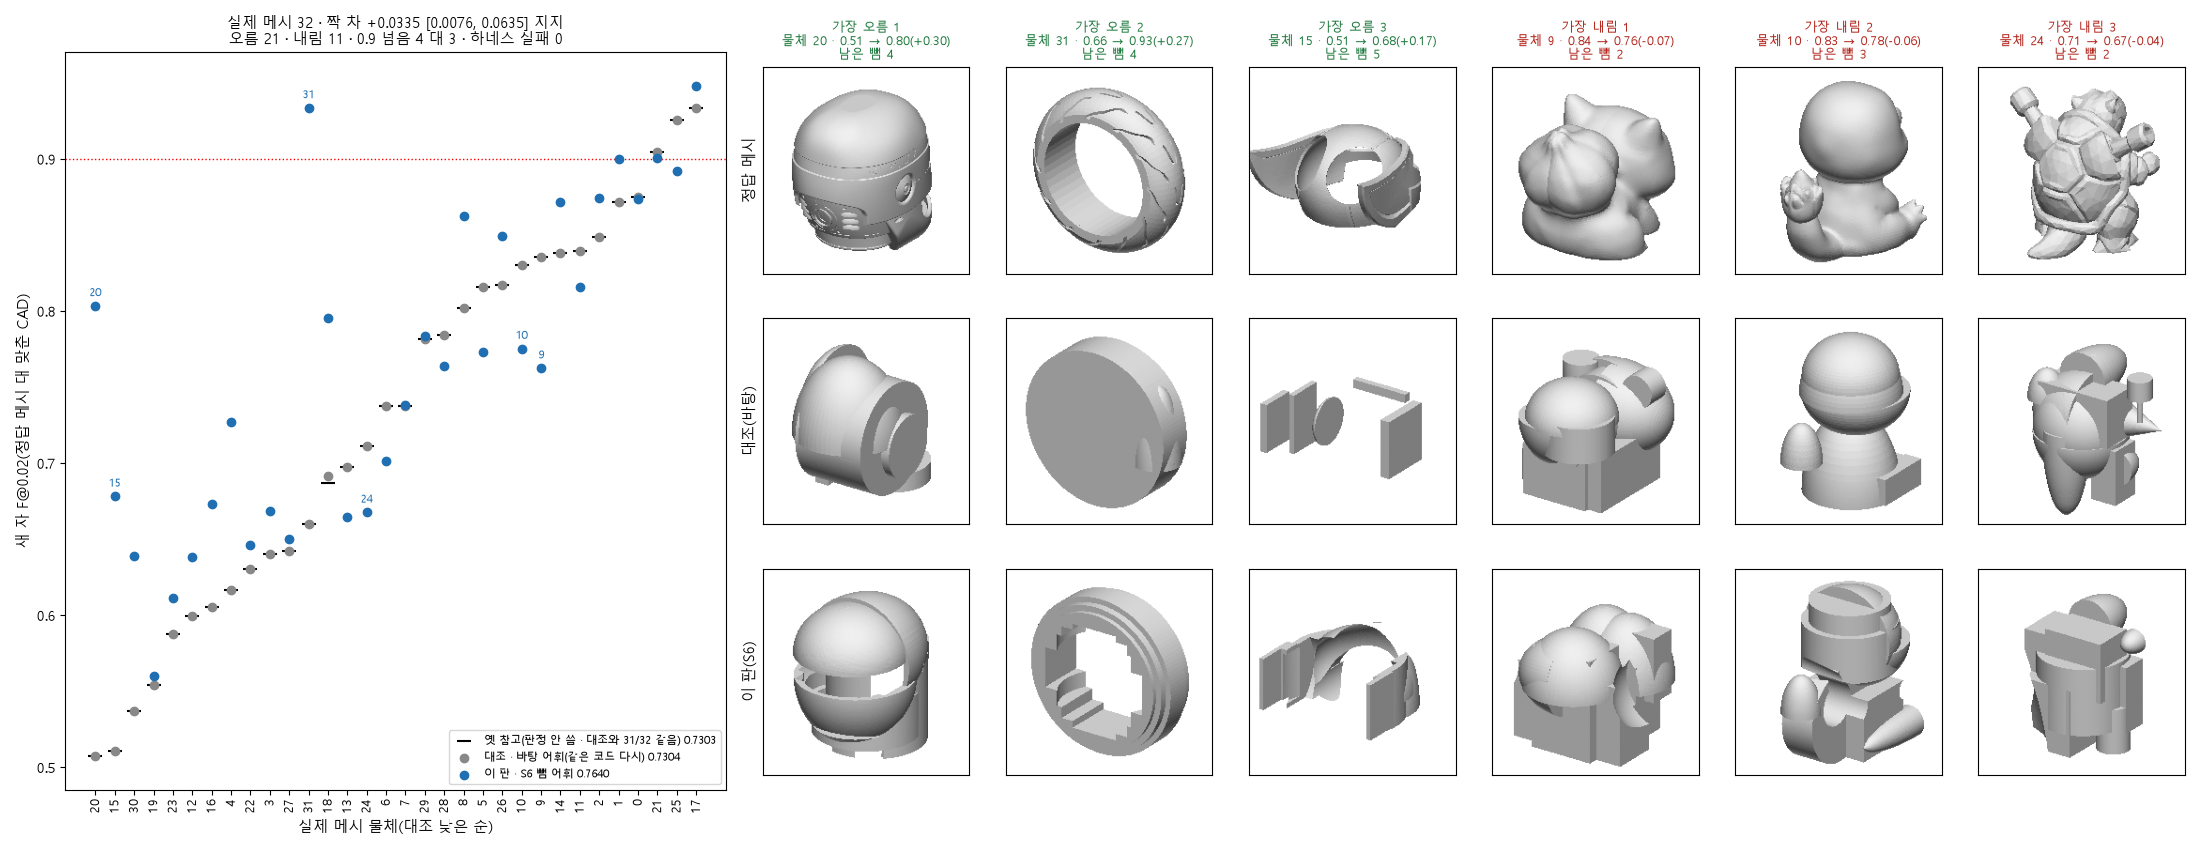 실제 메시 32 · 짝 차 +0.0335 [0.0076, 0.0635] 지지
오름 21 · 내림 11 · 0.9 넘음 4 대 3 · 하네스 실패 0
새 자 F@0.02(정답 메시 대 맞춘 CAD)
0.9
0.8
0.7
0.6
0.5
31
20
15
10
9
24
옛 참고(판정 안 씀 · 대조와 31/32 같음) 0.7303
대조 · 바탕 어휘(같은 코드 다시) 0.7304
이 판 · S6 뺌 어휘 0.7640
20 15 30 19 23 12 16 4 22 3 27 31 18 13 24 6 7 29 28 8 5 26 10 9 14 11 2 1 0 21 25 17
실제 메시 물체(대조 낮은 순)
가장 오름 1
물체 20 · 0.51 → 0.80(+0.30)
남은 뺌 4
가장 오름 2
물체 31 · 0.66 → 0.93(+0.27)
남은 뺌 4
가장 오름 3
물체 15 · 0.51 → 0.68(+0.17)
남은 뺌 5
가장 내림 1
물체 9 · 0.84 → 0.76(-0.07)
남은 뺌 2
가장 내림 2
물체 10 · 0.83 → 0.78(-0.06)
남은 뺌 3
가장 내림 3
물체 24 · 0.71 → 0.67(-0.04)
남은 뺌 2
정답 메시
대조(바탕)
이 판(S6)